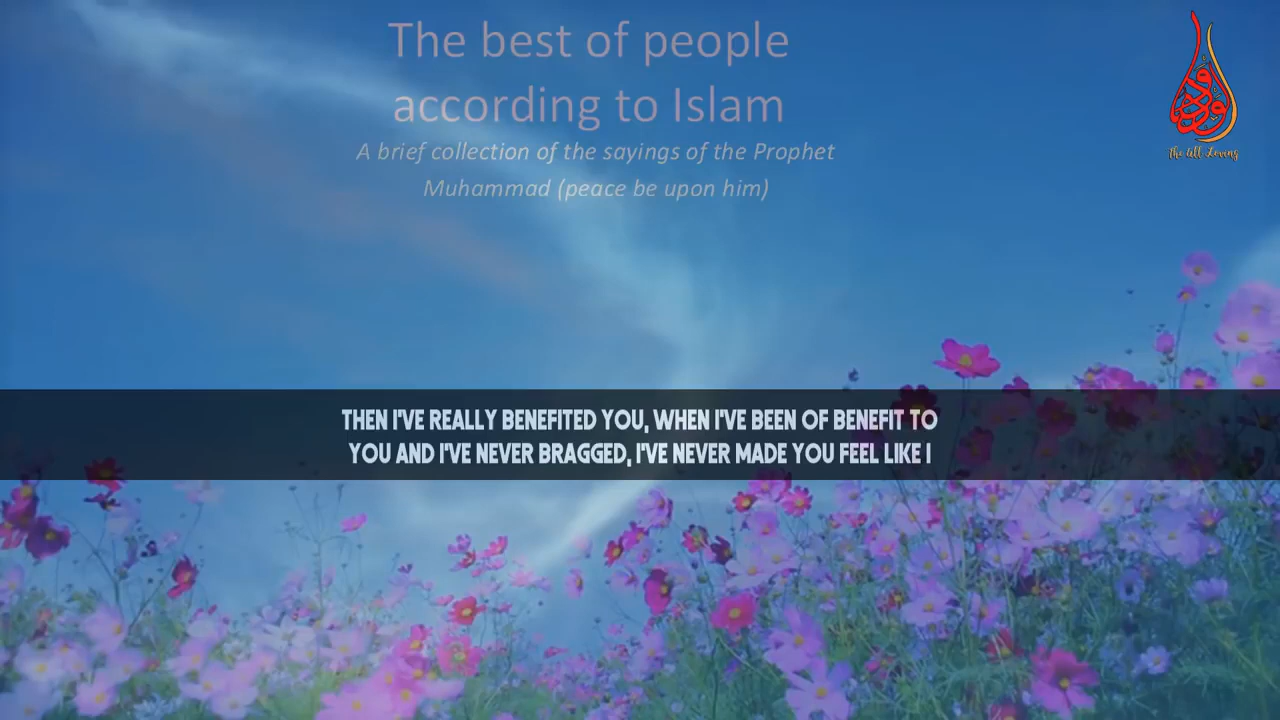 The best of people
according to Islam
A brief collection of the sayings of the Prophet
Muhammad (peace be upon him)
The All Loving
THEN I'VE REALLY BENEFITED YOU, WHEN I'VE BEEN OF BENEFIT TO
YOU AND I'VE NEVER BRAGGED, I'VE NEVER MADE YOU FEEL LIKE I